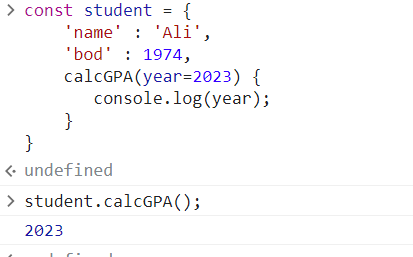 const student = {
'name' : 'Ali',
'bod' : 1974,
calcGPA(year=2023) {
console.log(year);
}
}
undefined
student.calcGPA();
2023